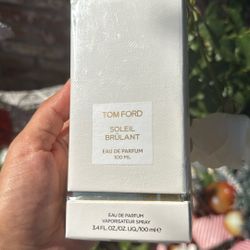 TOM FORD
SOLEIL
BRÛLANT
EAU DE PARFUM
100 ML
EAU DE PARFUM
VAPORISATEUR SPRAY
3.4 FL.OZ./OZ. LIQ./100 ml ℮